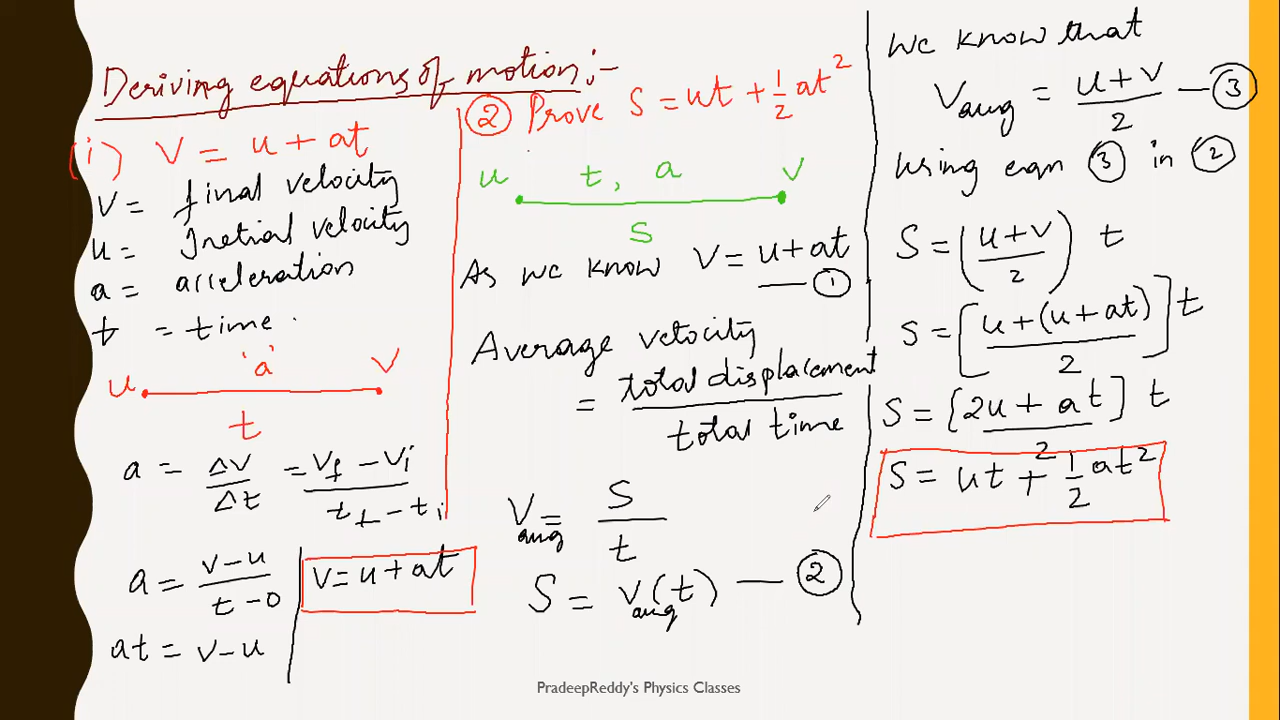 Deriving equations of motion :-
(i) V = u + at
V = final velocity
u = Inetial velocity
a = accleration
t = time
'a'
u V
t
a = ΔV/Δt = (Vf - Vi)/(tf - ti)
a = (v-u)/(t-0)
at = v-u
V = u + at
② Prove S = ut + 1/2 at²
u t, a V
S
As we know V = u+at
— ①
Average velocity
= total displacement
total time
Vavg = S/t
S = Vavg(t) — ②
We know that
Vavg = (u+v)/2 — ③
using eqn ③ in ②
S = ((u+v)/2) t
S = [(u+(u+at))/2] t
S = [(2u + at)/2] t
S = ut + 1/2 at²
PradeepReddy's Physics Classes